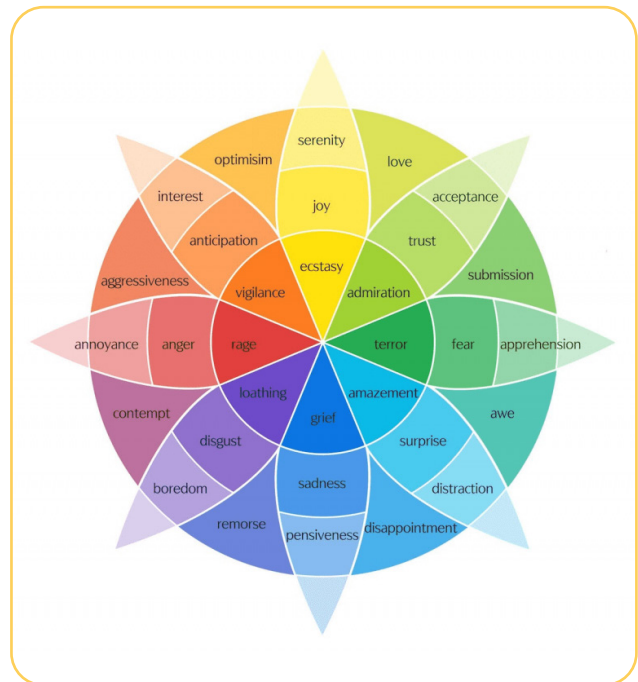 serenity
optimisim
love
interest
acceptance
joy
anticipation
trust
ecstasy
aggressiveness
submission
vigilance
admiration
annoyance
anger
rage
terror
fear
apprehension
loathing
amazement
contempt
grief
awe
disgust
surprise
boredom
sadness
distraction
remorse
pensiveness
disappointment